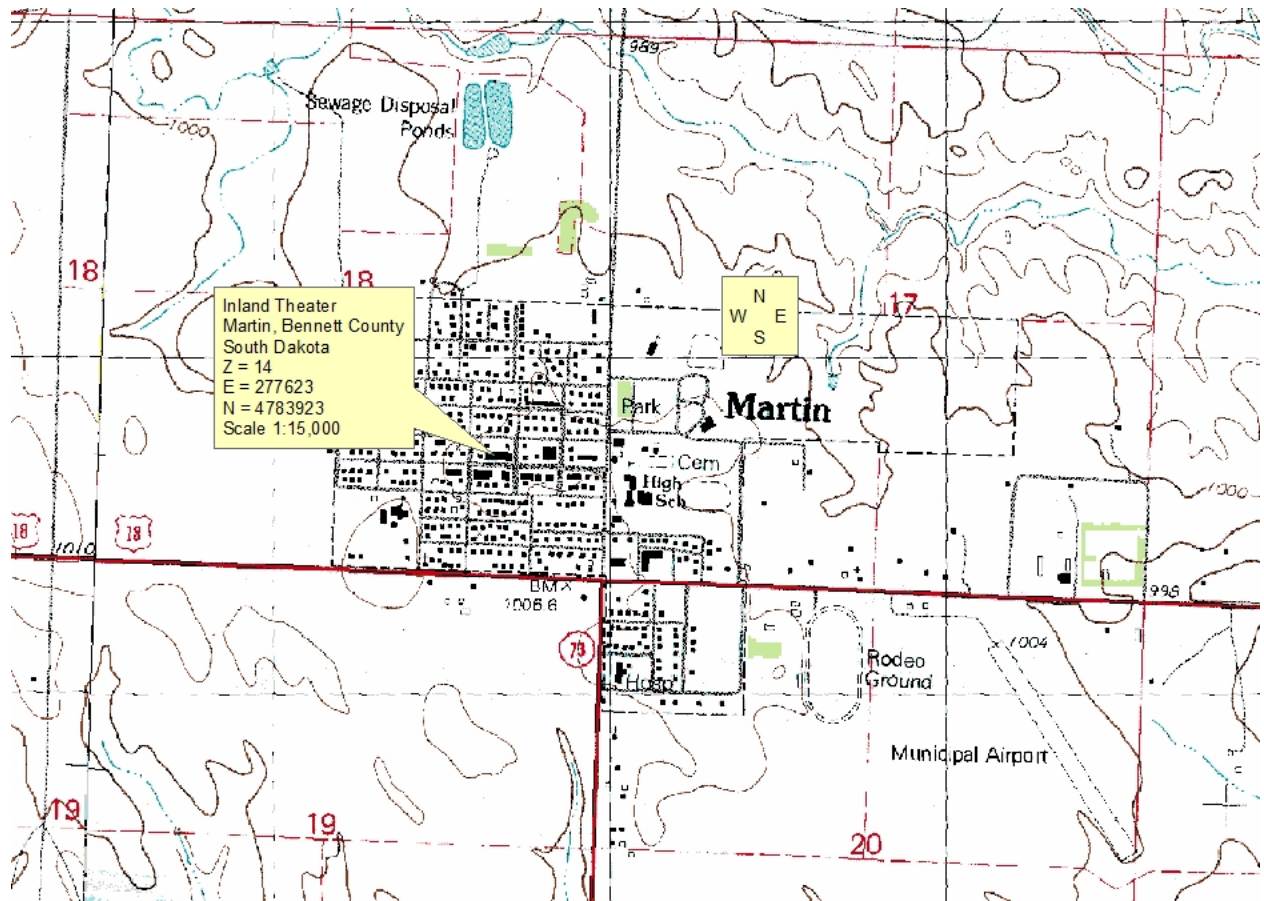 989
Sewage Disposal
Ponds
1000
18
18
Inland Theater
Martin, Bennett County
South Dakota
Z = 14
E = 277623
N = 4783923
Scale 1:15,000
N
W E
S
17
Park
Martin
Cem
High
Sch
1000
18
18
1010
BM×
1006.6
998
73
Hosp
1004
Rodeo
Ground
Municipal Airport
19
19
20